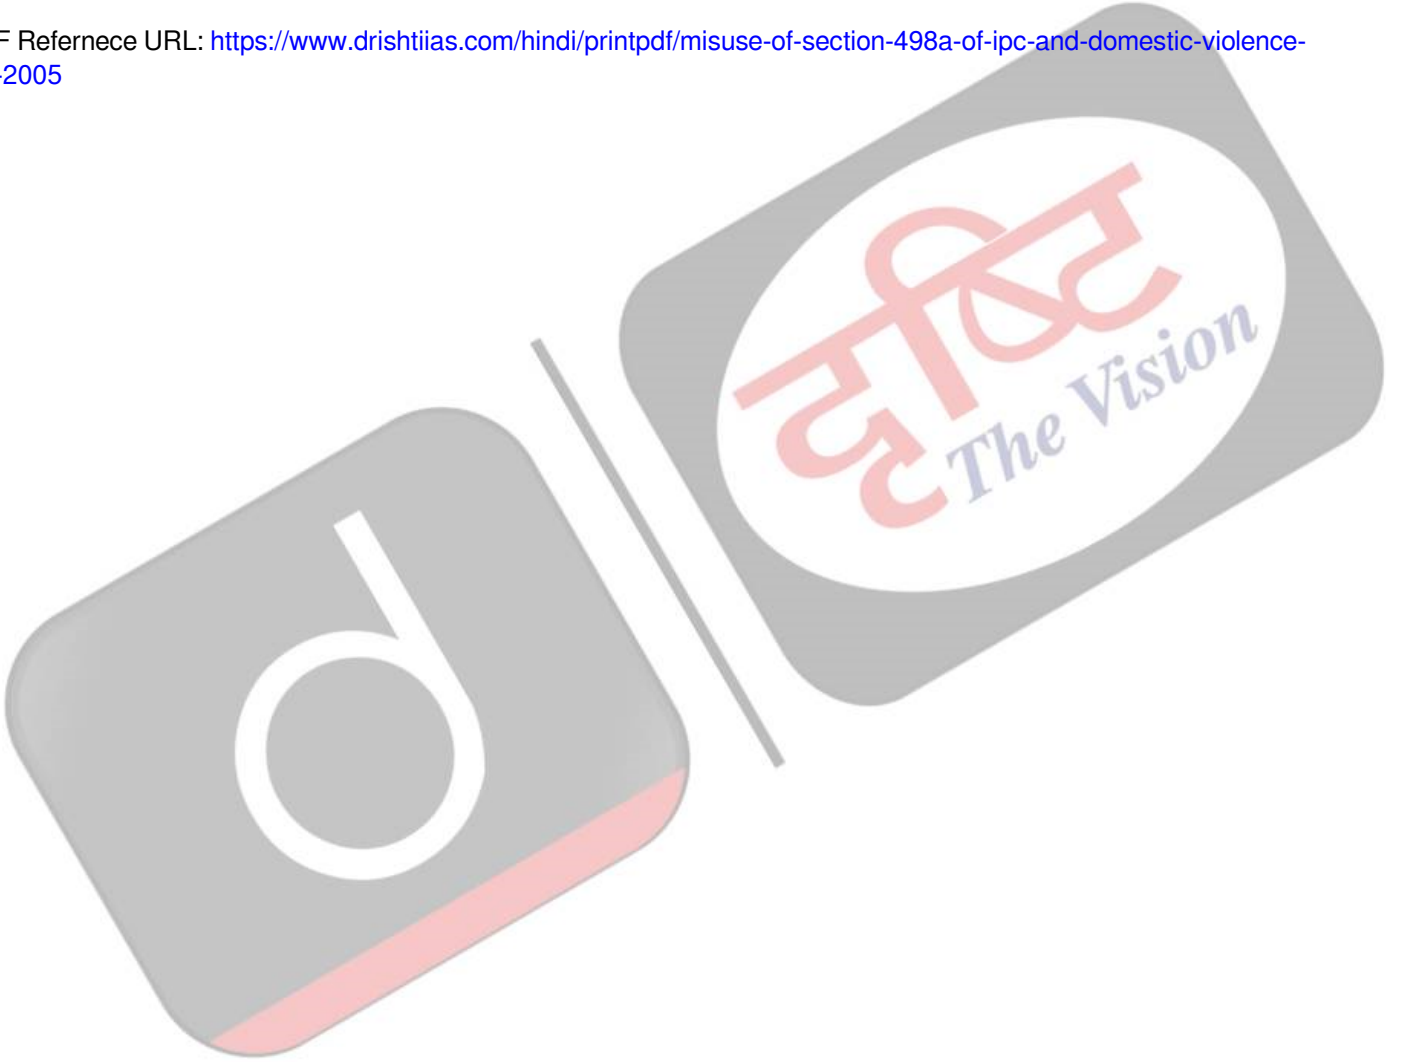 F Refernece URL: https://www.drishtiias.com/hindi/printpdf/misuse-of-section-498a-of-ipc-and-domestic-violence-
-2005
दृष्टि
The Vision
d